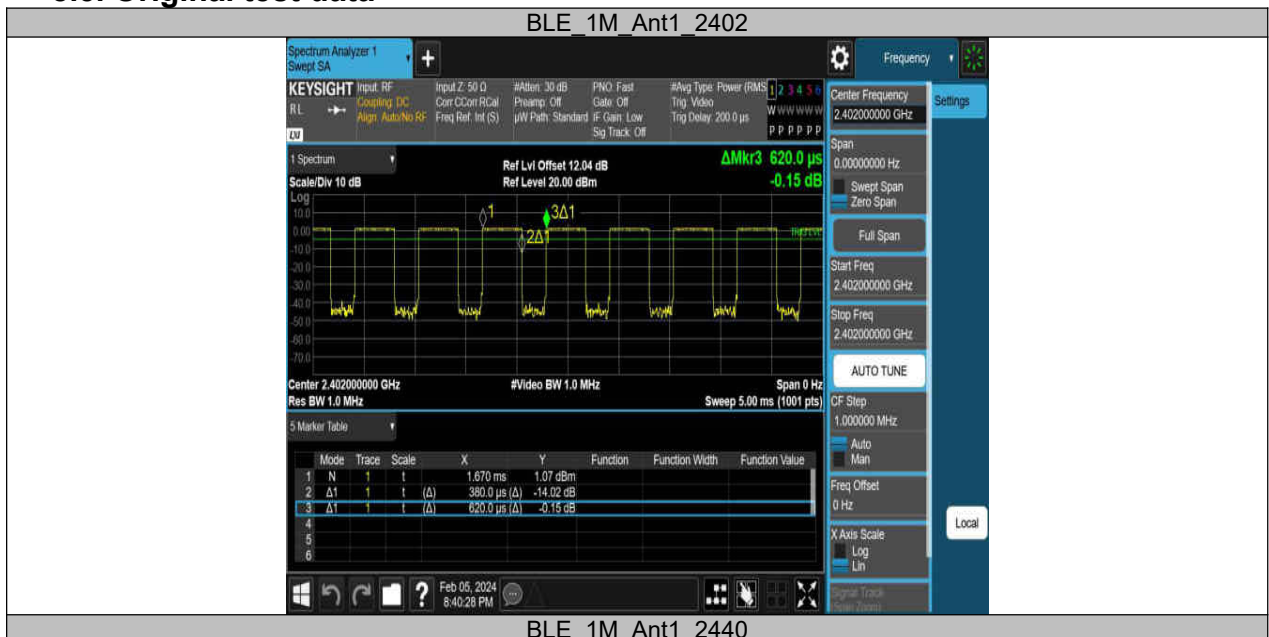 BLE_1M_Ant1_2402
Spectrum Analyzer 1
Swept SA
+
Frequency
KEYSIGHT
RL
LXI
Input: RF
Coupling: DC
Align: Auto/No RF
Input Z: 50 Ω
Corr CCorr RCal
Freq Ref: Int (S)
#Atten: 30 dB
Preamp: Off
µW Path: Standard
PNO: Fast
Gate: Off
IF Gain: Low
Sig Track: Off
#Avg Type: Power (RMS
Trig: Video
Trig Delay: 200.0 µs
1 2 3 4 5 6
W W W W W W
P P P P P P
1 Spectrum
Scale/Div 10 dB
Ref Lvl Offset 12.04 dB
Ref Level 20.00 dBm
ΔMkr3 620.0 µs
-0.15 dB
Log
10.0
0.00
-10.0
-20.0
-30.0
-40.0
-50.0
-60.0
-70.0
1
3Δ1
2Δ1
Center 2.402000000 GHz
#Video BW 1.0 MHz
Span 0 Hz
Res BW 1.0 MHz
Sweep 5.00 ms (1001 pts)
5 Marker Table
Mode Trace Scale X Y Function Function Width Function Value
1 N 1 t 1.670 ms 1.07 dBm
2 Δ1 1 t (Δ) 380.0 µs (Δ) -14.02 dB
3 Δ1 1 t (Δ) 620.0 µs (Δ) -0.15 dB
4
5
6
Feb 05, 2024
8:40:28 PM
?
Center Frequency
2.402000000 GHz
Settings
Span
0.00000000 Hz
Swept Span
Zero Span
Full Span
Start Freq
2.402000000 GHz
Stop Freq
2.402000000 GHz
AUTO TUNE
CF Step
1.000000 MHz
Auto
Man
Freq Offset
0 Hz
X Axis Scale
Log
Lin
Signal Track
(Span Zoom)
Local
BLE_1M_Ant1_2440